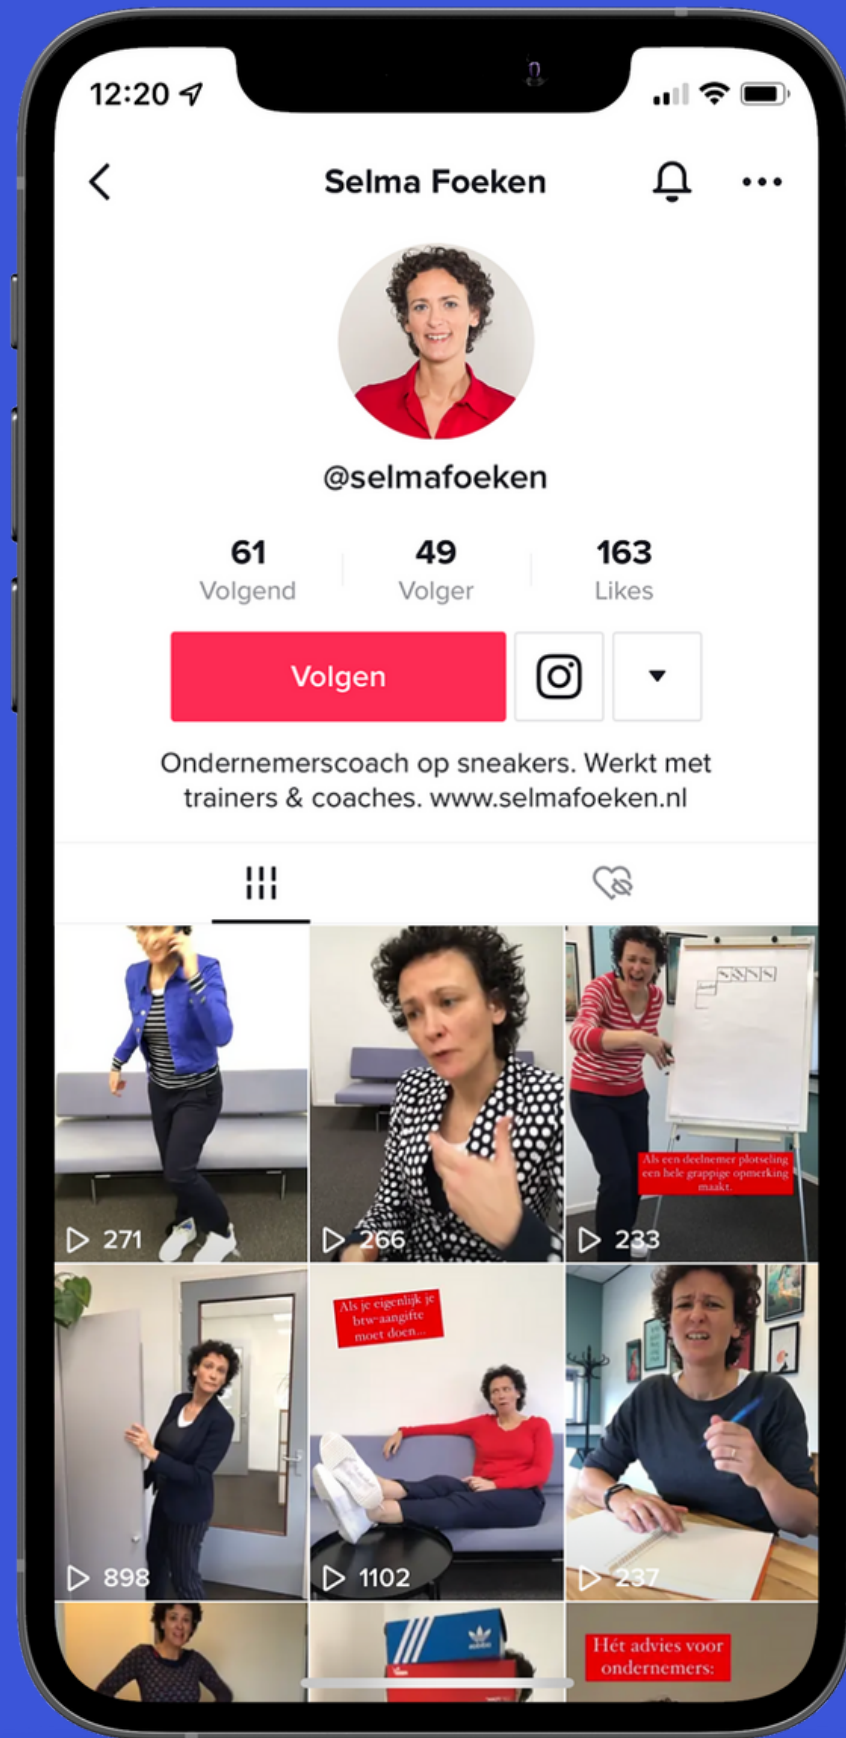 12:20
Selma Foeken
@selmafoeken
61
49
163
Volgend
Volger
Likes
Volgen
Ondernemerscoach op sneakers. Werkt met
trainers & coaches. www.selmafoeken.nl
Als een deelnemer plotseling
een hele grappige opmerking
maakt.
271
266
233
Als je eigenlijk je
btw-aangifte
moet doen...
898
1102
237
adidas
Hét advies voor
ondernemers: